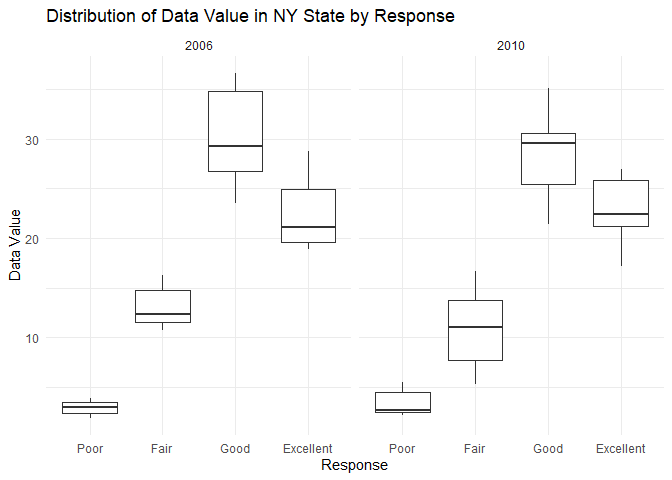 Distribution of Data Value in NY State by Response
2006 2010
30
20
10
Data Value
Poor Fair Good Excellent Poor Fair Good Excellent
Response